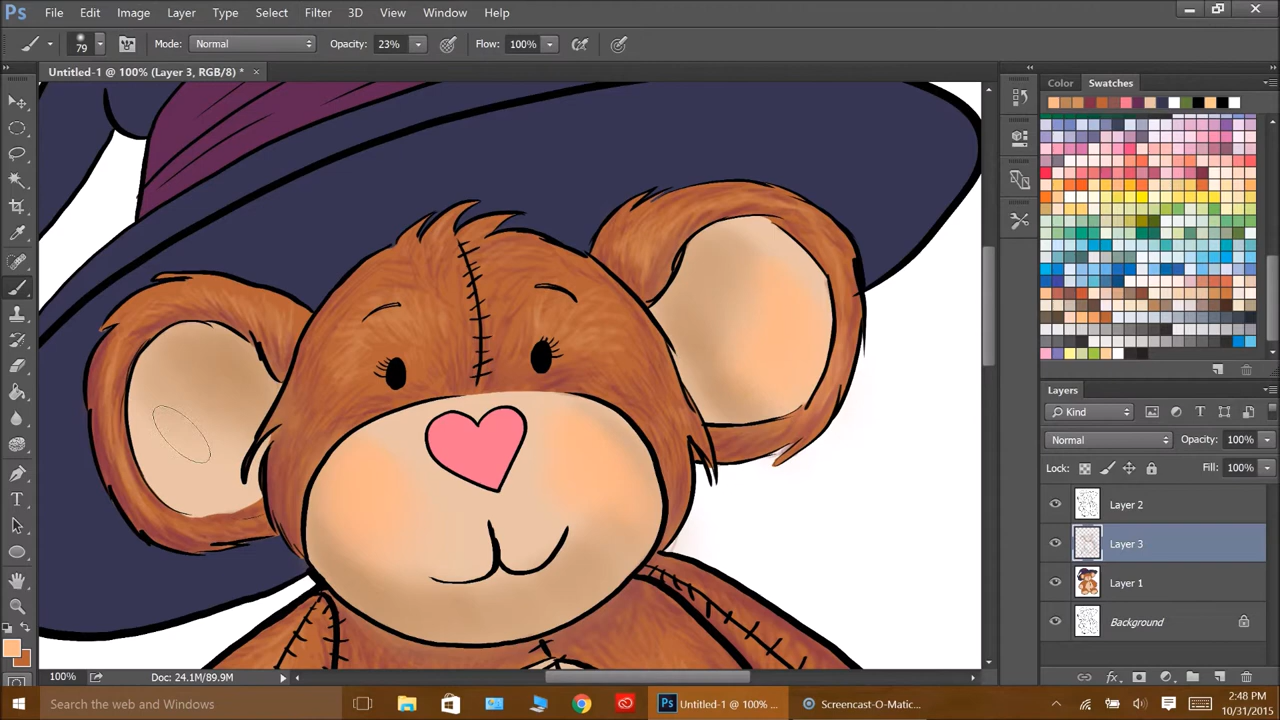 Ps File Edit Image Layer Type Select Filter 3D View Window Help
79 Mode: Normal Opacity: 23% Flow: 100%
Untitled-1 @ 100% (Layer 3, RGB/8) * ×
Color Swatches
Layers
Kind
Normal Opacity: 100%
Lock: Fill: 100%
Layer 2
Layer 3
Layer 1
Background
100% Doc: 24.1M/89.9M
Search the web and Windows
Ps Untitled-1 @ 100% ...
Screencast-O-Matic...
2:48 PM
10/31/2015